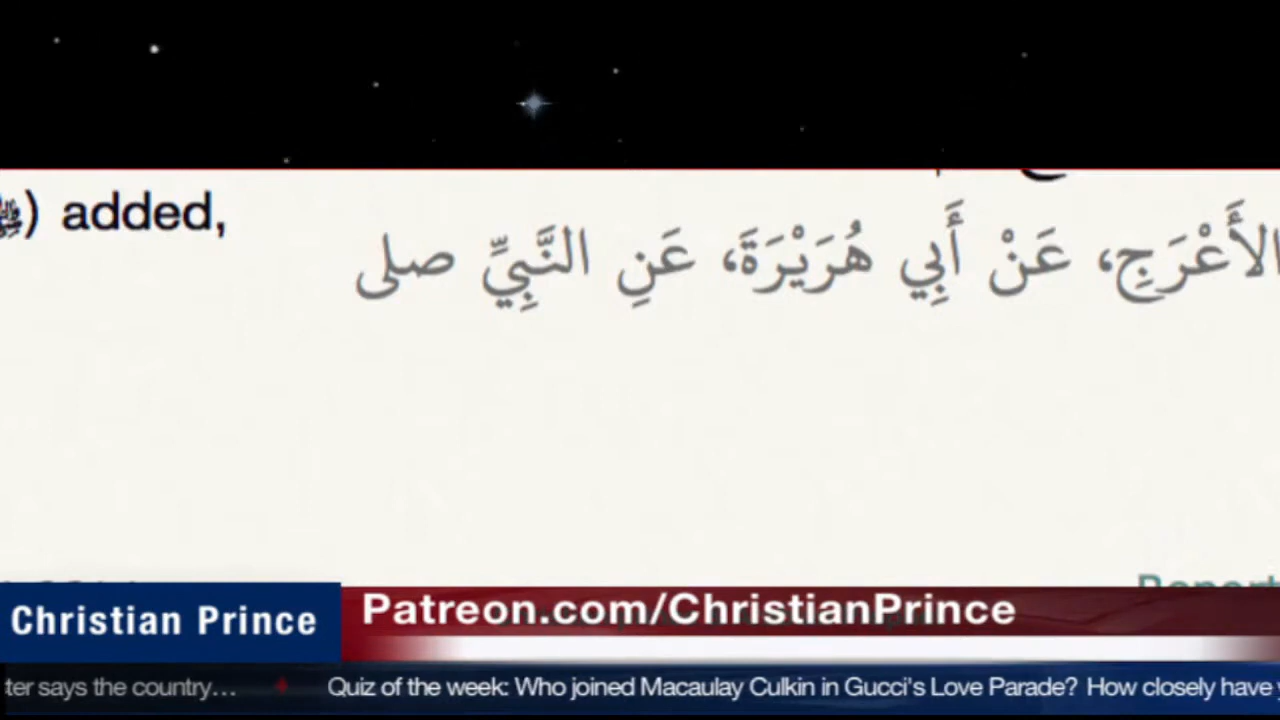 ) added,
الأَعْرَجِ، عَنْ أَبِي هُرَيْرَةَ، عَنِ النَّبِيِّ صلى
Report
Christian Prince
Patreon.com/ChristianPrince
ter says the country... Quiz of the week: Who joined Macaulay Culkin in Gucci's Love Parade? How closely have